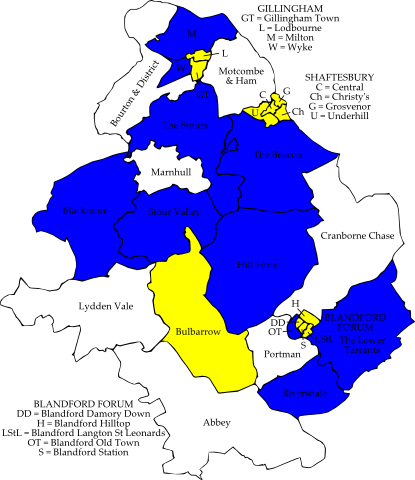 GILLINGHAM
GT = Gillingham Town
L = Lodbourne
M = Milton
W = Wyke
M
L
W
Bourton & District
Motcombe
& Ham
GT
SHAFTESBURY
C = Central
Ch = Christy's
G = Grosvenor
U = Underhill
C
G
U
Ch
The Stours
The Beacon
Marnhull
Blackmore
Stour Valley
Cranborne Chase
Hill Forts
Lydden Vale
Bulbarrow
H
DD
OT
S
LStL
BLANDFORD
FORUM
The Lower
Tarrants
Portman
Riversdale
Abbey
BLANDFORD FORUM
DD = Blandford Damory Down
H = Blandford Hilltop
LStL = Blandford Langton St Leonards
OT = Blandford Old Town
S = Blandford Station